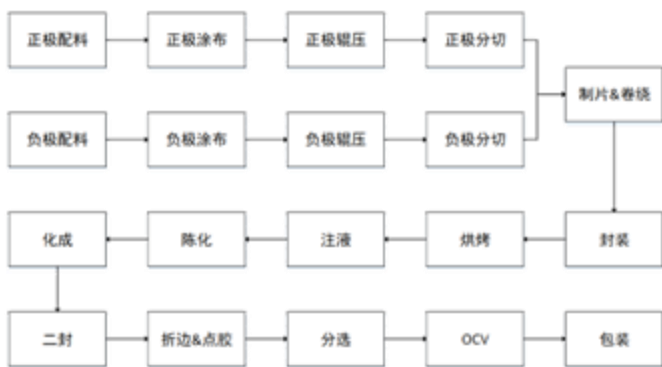 正极配料
正极涂布
正极辊压
正极分切
制片&卷绕
负极配料
负极涂布
负极辊压
负极分切
化成
陈化
注液
烘烤
封装
二封
折边&点胶
分选
OCV
包装